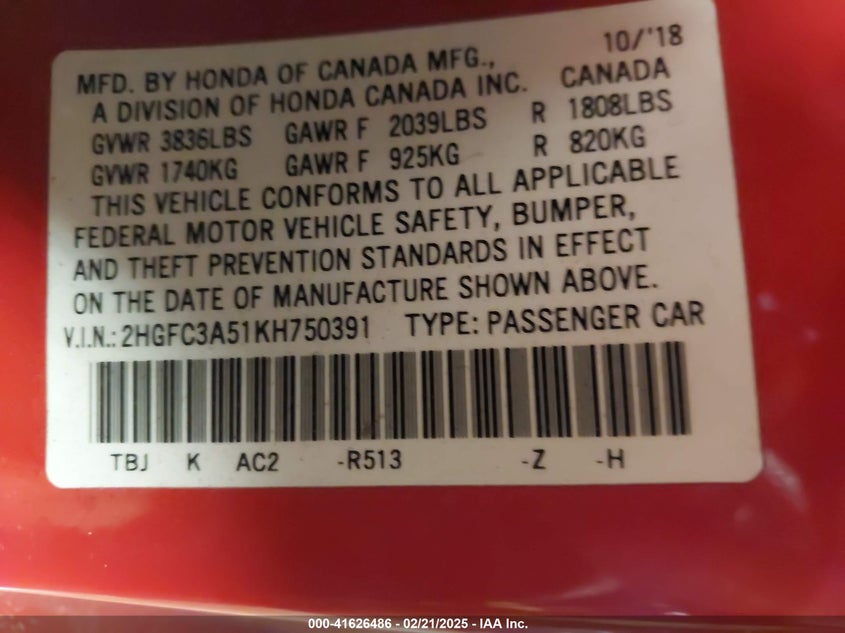 10/'18
MFD. BY HONDA OF CANADA MFG.,
A DIVISION OF HONDA CANADA INC. CANADA
GVWR 3836LBS GAWR F 2039LBS R 1808LBS
GVWR 1740KG GAWR F 925KG R 820KG
THIS VEHICLE CONFORMS TO ALL APPLICABLE
FEDERAL MOTOR VEHICLE SAFETY, BUMPER,
AND THEFT PREVENTION STANDARDS IN EFFECT
ON THE DATE OF MANUFACTURE SHOWN ABOVE.
V.I.N.: 2HGFC3A51KH750391 TYPE: PASSENGER CAR
TBJ K AC2 -R513 -Z -H
000-41626486 - 02/21/2025 - IAA Inc.